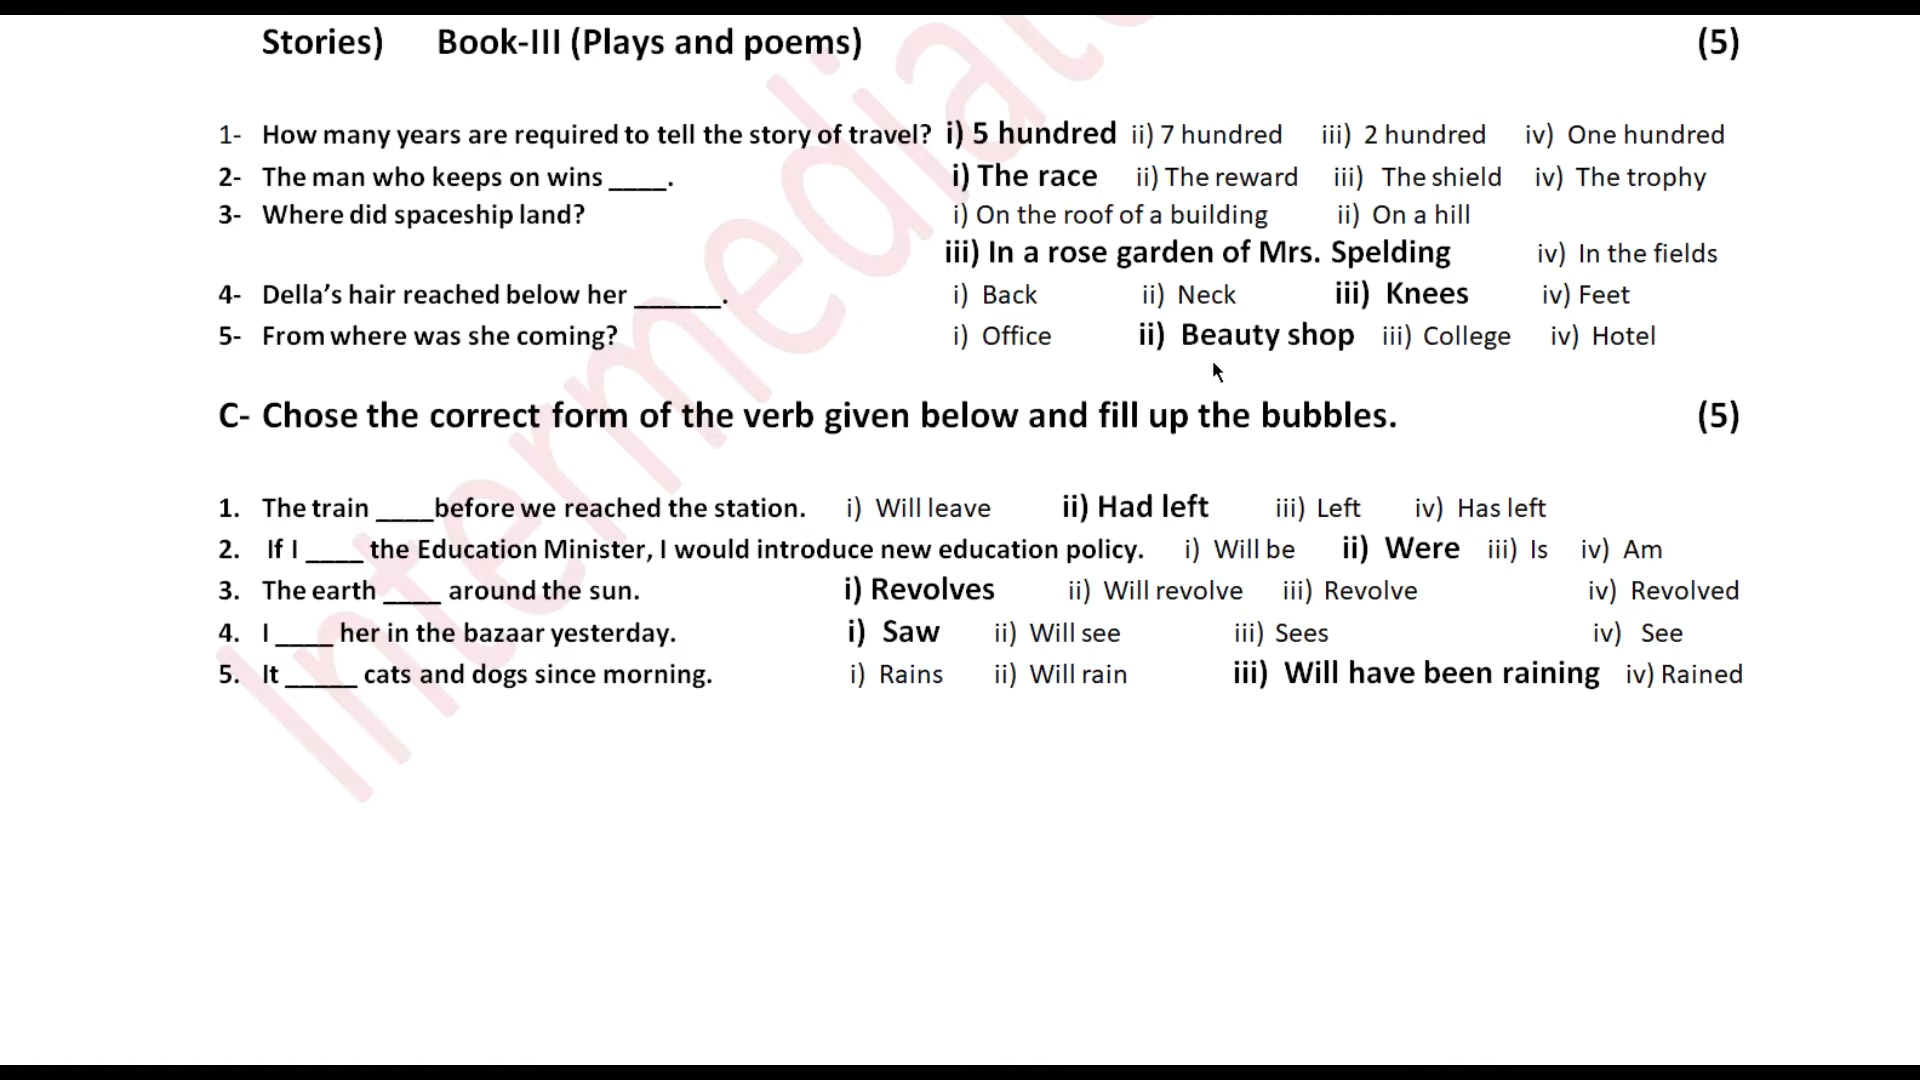 Stories) Book-III (Plays and poems) (5)
1- How many years are required to tell the story of travel? i) 5 hundred ii) 7 hundred iii) 2 hundred iv) One hundred
2- The man who keeps on wins ____. i) The race ii) The reward iii) The shield iv) The trophy
3- Where did spaceship land? i) On the roof of a building ii) On a hill
iii) In a rose garden of Mrs. Spelding iv) In the fields
4- Della’s hair reached below her ______. i) Back ii) Neck iii) Knees iv) Feet
5- From where was she coming? i) Office ii) Beauty shop iii) College iv) Hotel
C- Chose the correct form of the verb given below and fill up the bubbles. (5)
1. The train ____before we reached the station. i) Will leave ii) Had left iii) Left iv) Has left
2. If I ____ the Education Minister, I would introduce new education policy. i) Will be ii) Were iii) Is iv) Am
3. The earth ____ around the sun. i) Revolves ii) Will revolve iii) Revolve iv) Revolved
4. I ____ her in the bazaar yesterday. i) Saw ii) Will see iii) Sees iv) See
5. It _____ cats and dogs since morning. i) Rains ii) Will rain iii) Will have been raining iv) Rained
Intermediat